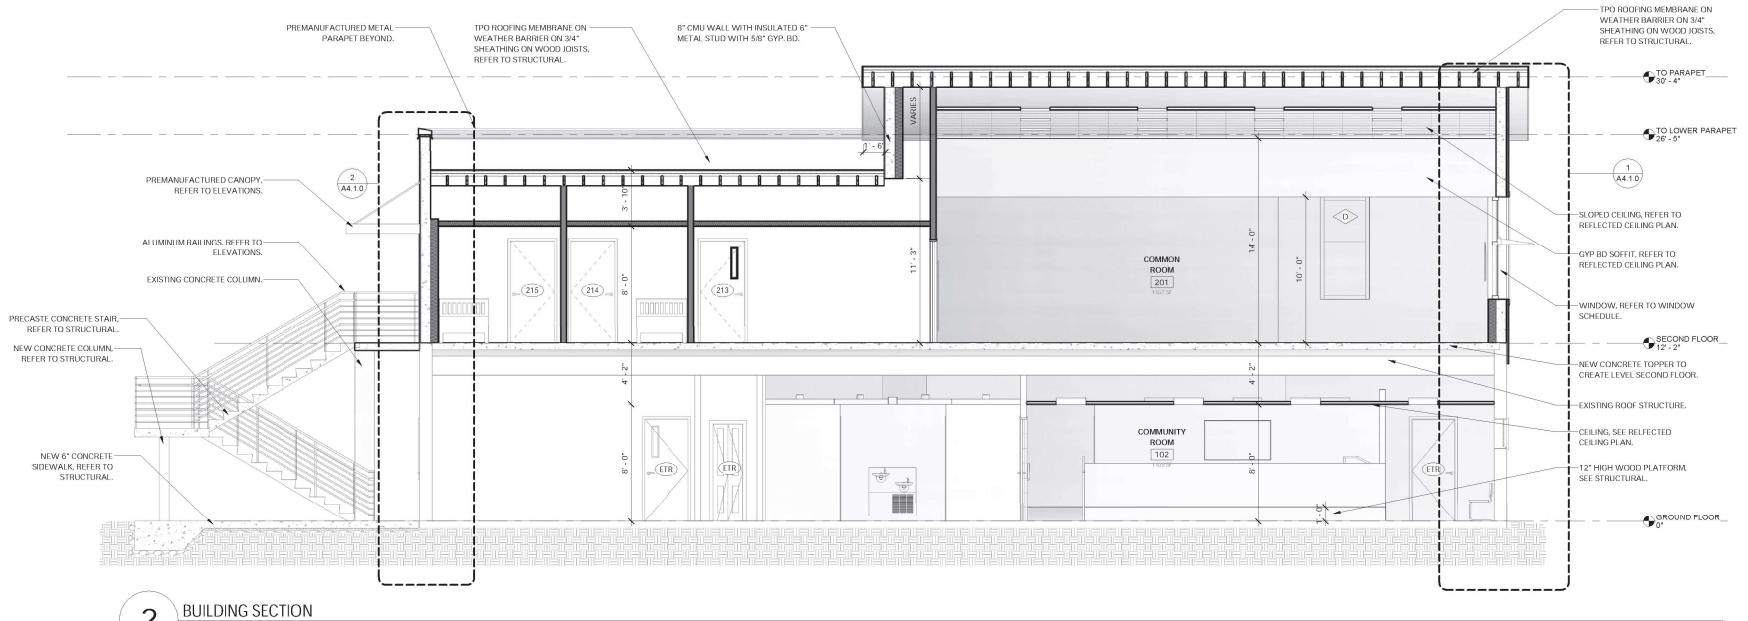 PREMANUFACTURED METAL
PARAPET BEYOND.
TPO ROOFING MEMBRANE ON
WEATHER BARRIER ON 3/4"
SHEATHING ON WOOD JOISTS,
REFER TO STRUCTURAL.
8" CMU WALL WITH INSULATED 6"
METAL STUD WITH 5/8" GYP. BD.
TPO ROOFING MEMBRANE ON
WEATHER BARRIER ON 3/4"
SHEATHING ON WOOD JOISTS,
REFER TO STRUCTURAL.
TO PARAPET
30' - 4"
TO LOWER PARAPET
26' - 5"
VARIES
1' - 6"
2
A4.1.0
1
A4.1.0
PREMANUFACTURED CANOPY,
REFER TO ELEVATIONS.
ALUMINUM RAILINGS, REFER TO
ELEVATIONS.
EXISTING CONCRETE COLUMN.
PRECASTE CONCRETE STAIR,
REFER TO STRUCTURAL.
NEW CONCRETE COLUMN,
REFER TO STRUCTURAL.
NEW 6" CONCRETE
SIDEWALK, REFER TO
STRUCTURAL.
3' - 10"
8' - 0"
11' - 3"
14' - 0"
10' - 0"
D
215
214
213
COMMON
ROOM
201
SLOPED CEILING, REFER TO
REFLECTED CEILING PLAN.
GYP BD SOFFIT, REFER TO
REFLECTED CEILING PLAN.
WINDOW, REFER TO WINDOW
SCHEDULE.
SECOND FLOOR
12' - 2"
NEW CONCRETE TOPPER TO
CREATE LEVEL SECOND FLOOR.
EXISTING ROOF STRUCTURE.
CEILING, SEE RELFECTED
CEILING PLAN.
12" HIGH WOOD PLATFORM,
SEE STRUCTURAL.
4' - 2"
4' - 2"
8' - 0"
8' - 0"
1' - 0"
ETR
ETR
ETR
COMMUNITY
ROOM
102
GROUND FLOOR
0"
2
BUILDING SECTION